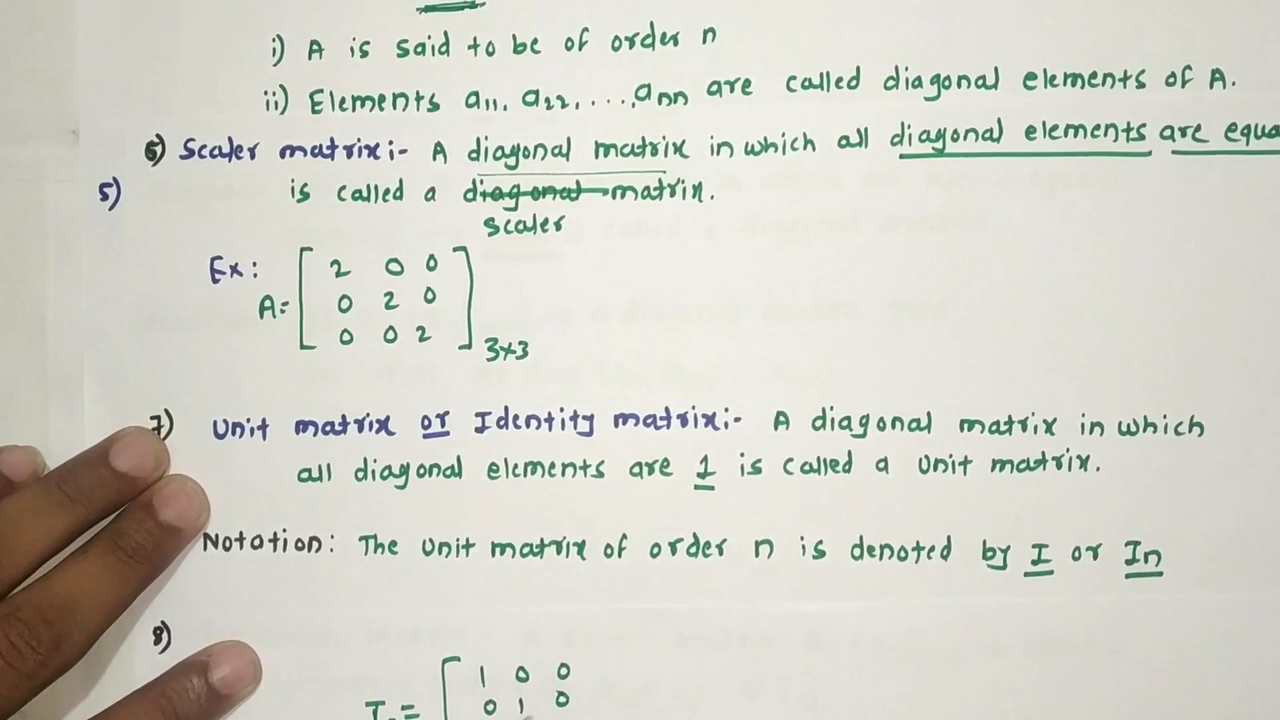 i) A is said to be of order n
ii) Elements a11, a22, ....ann are called diagonal elements of A.
6) Scaler matrix:- A diagonal matrix in which all diagonal elements are equa
5) is called a diagonal matrix.
scaler
Ex:
2 0 0
A= 0 2 0
0 0 2
3×3
7) Unit matrix or Identity matrix:- A diagonal matrix in which
all diagonal elements are 1 is called a unit matrix.
Notation: The unit matrix of order n is denoted by I or In
8)
1 0 0
= 0 1 0